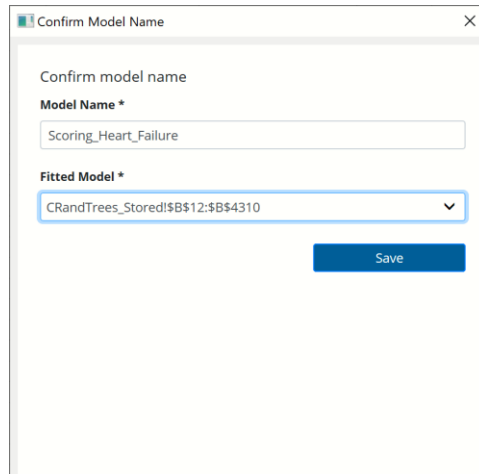 Confirm Model Name
Confirm model name
Model Name *
Scoring_Heart_Failure
Fitted Model *
CRandTrees_Stored!$B$12:$B$4310
Save